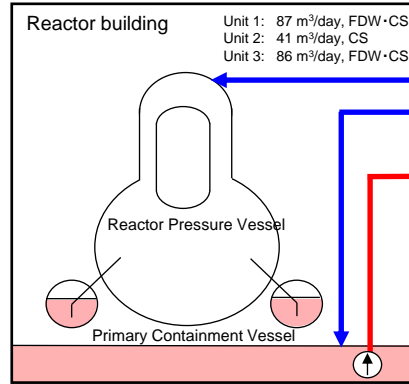 Reactor building
Unit 1: 87 m³/day, FDW・CS
Unit 2: 41 m³/day, CS
Unit 3: 86 m³/day, FDW・CS
Reactor Pressure Vessel
Primary Containment Vessel